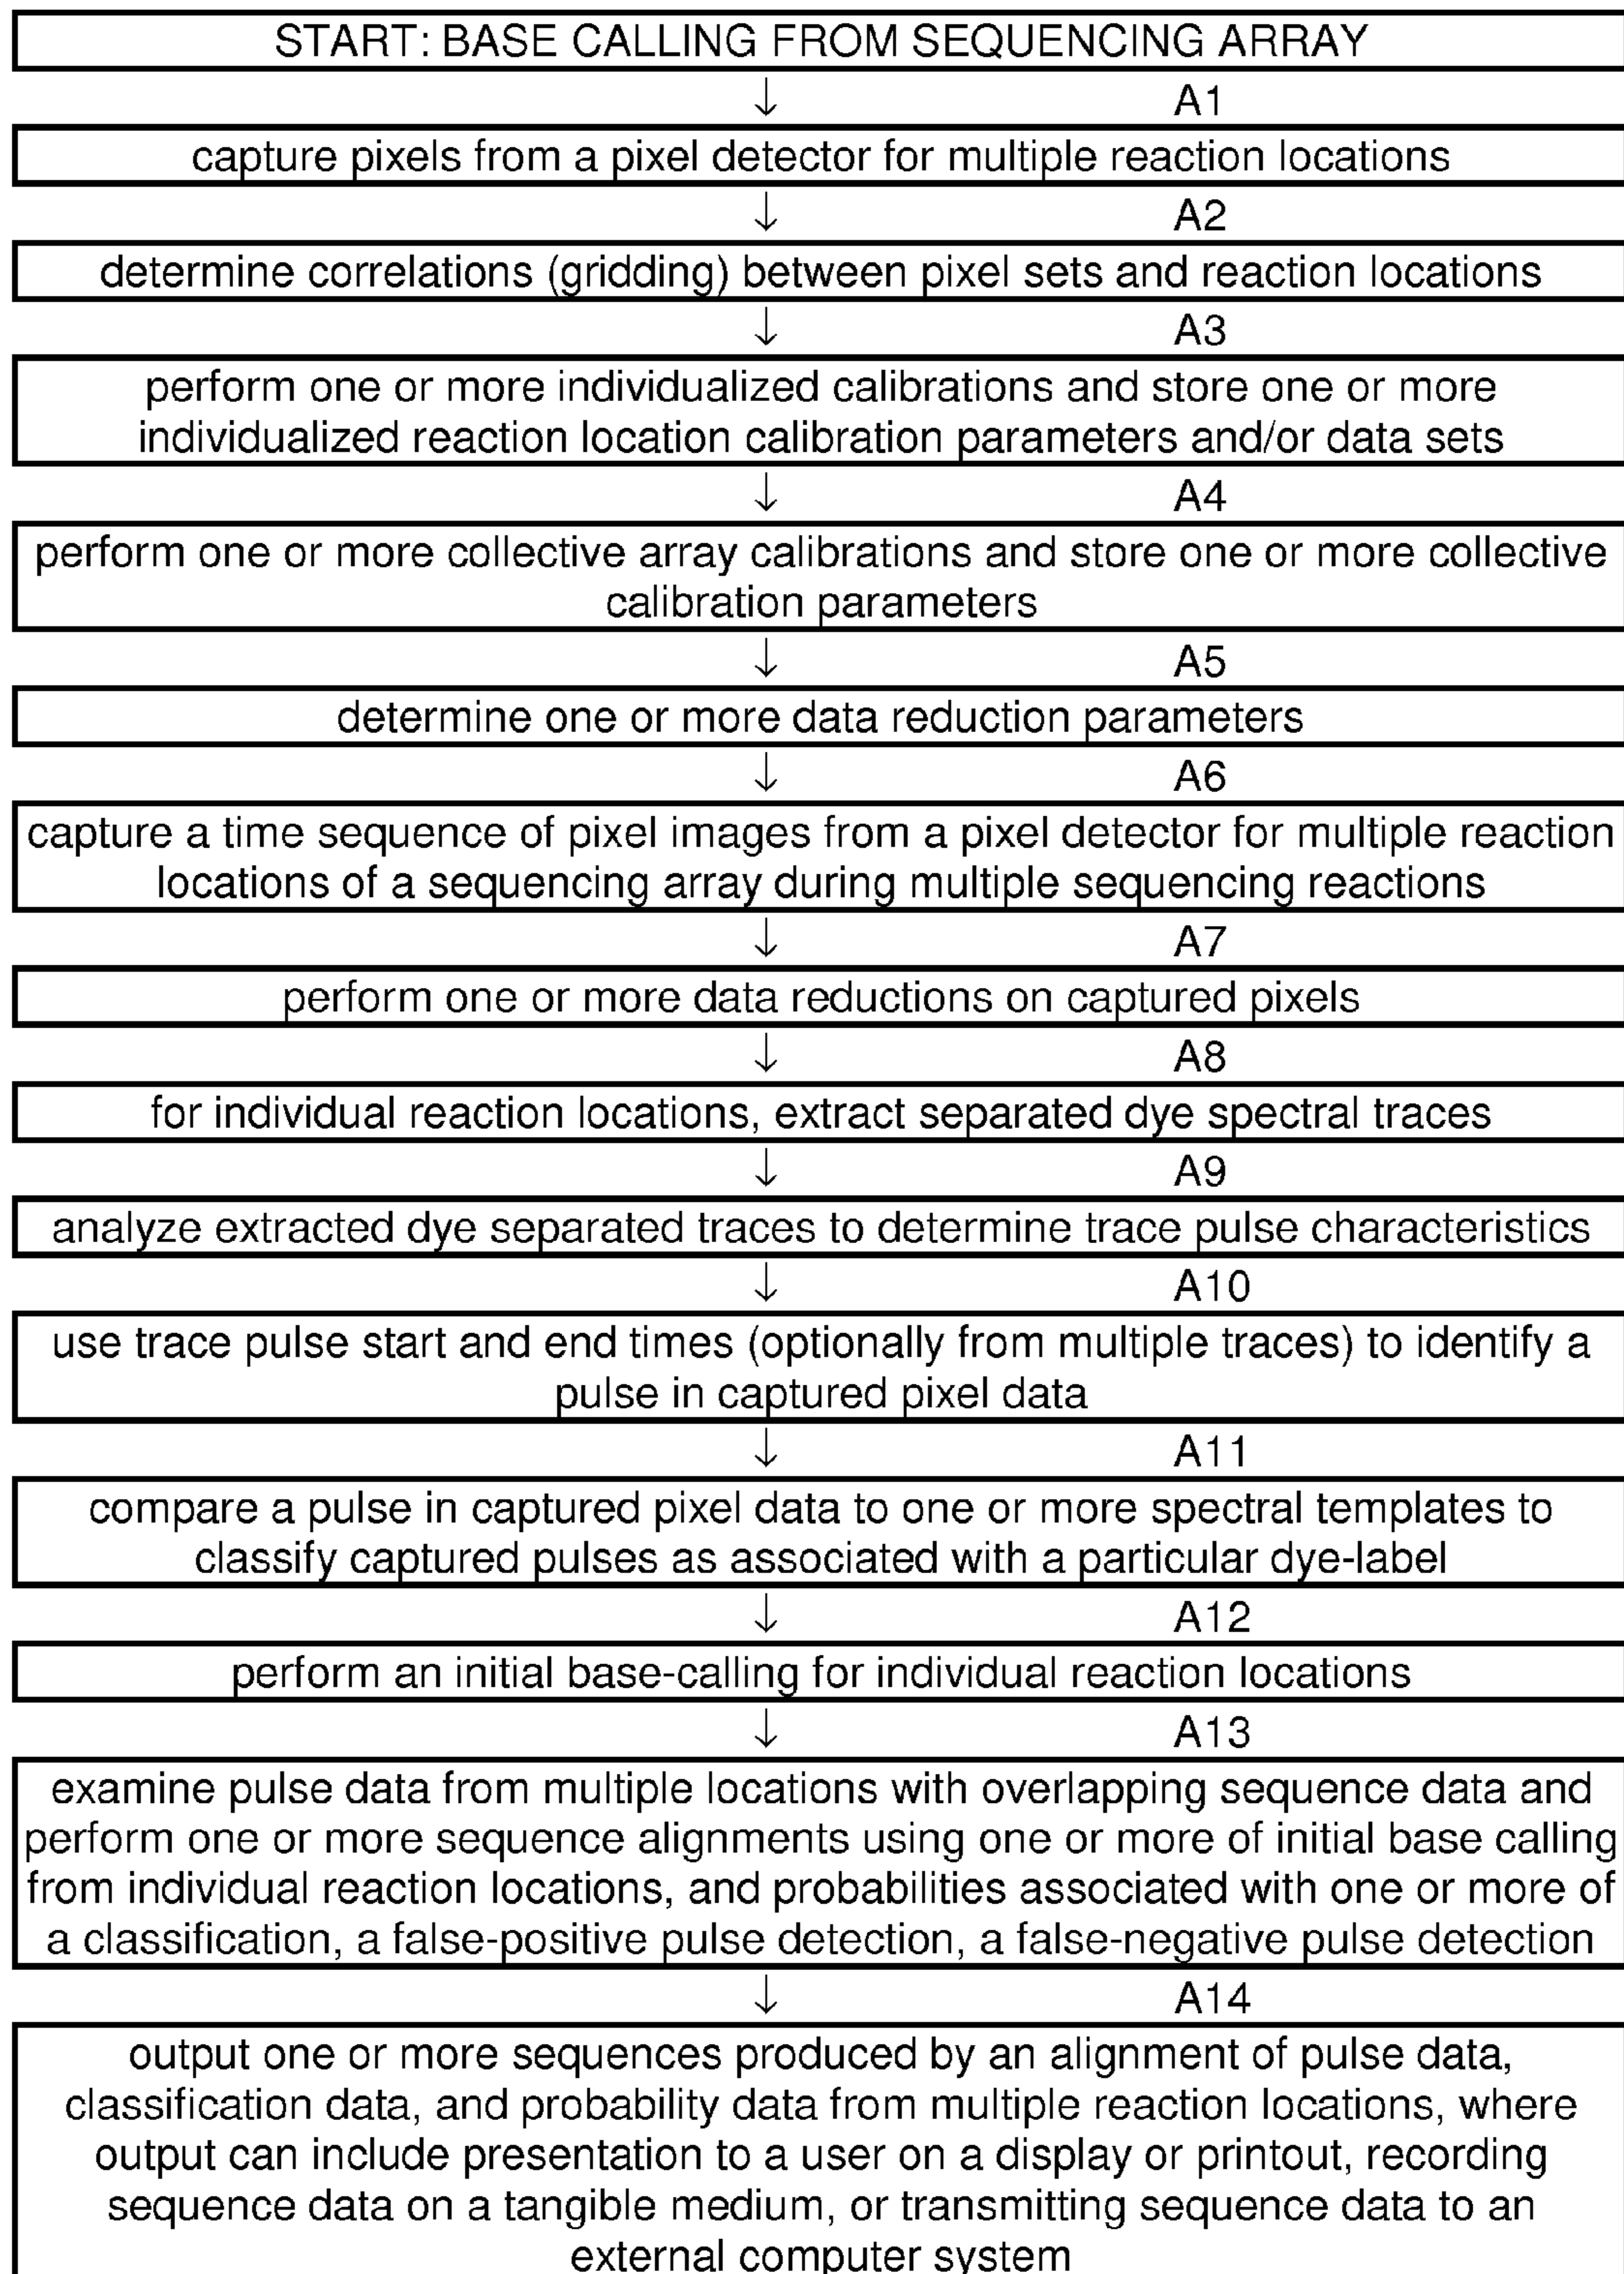 START: BASE CALLING FROM SEQUENCING ARRAY
↓ A1
capture pixels from a pixel detector for multiple reaction locations
↓ A2
determine correlations (gridding) between pixel sets and reaction locations
↓ A3
perform one or more individualized calibrations and store one or more
individualized reaction location calibration parameters and/or data sets
↓ A4
perform one or more collective array calibrations and store one or more collective
calibration parameters
↓ A5
determine one or more data reduction parameters
↓ A6
capture a time sequence of pixel images from a pixel detector for multiple reaction
locations of a sequencing array during multiple sequencing reactions
↓ A7
perform one or more data reductions on captured pixels
↓ A8
for individual reaction locations, extract separated dye spectral traces
↓ A9
analyze extracted dye separated traces to determine trace pulse characteristics
↓ A10
use trace pulse start and end times (optionally from multiple traces) to identify a
pulse in captured pixel data
↓ A11
compare a pulse in captured pixel data to one or more spectral templates to
classify captured pulses as associated with a particular dye-label
↓ A12
perform an initial base-calling for individual reaction locations
↓ A13
examine pulse data from multiple locations with overlapping sequence data and
perform one or more sequence alignments using one or more of initial base calling
from individual reaction locations, and probabilities associated with one or more of
a classification, a false-positive pulse detection, a false-negative pulse detection
↓ A14
output one or more sequences produced by an alignment of pulse data,
classification data, and probability data from multiple reaction locations, where
output can include presentation to a user on a display or printout, recording
sequence data on a tangible medium, or transmitting sequence data to an
external computer system